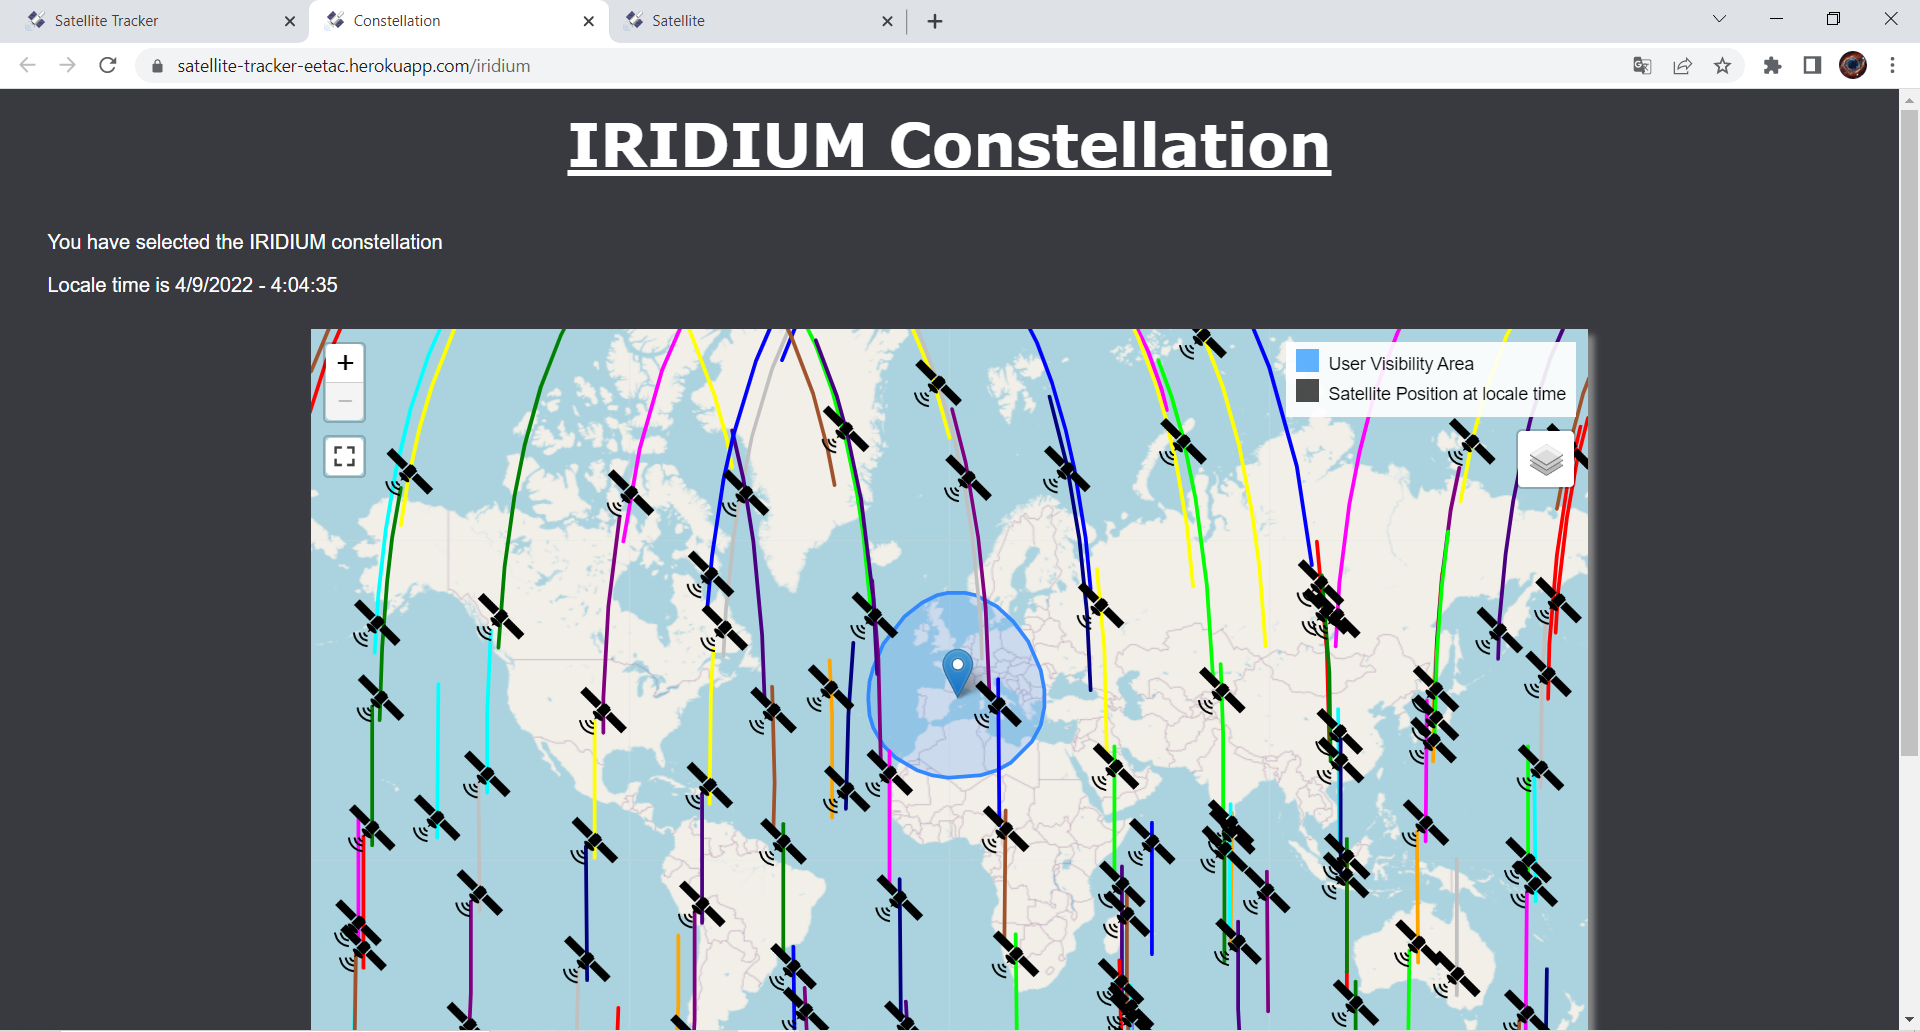 Satellite Tracker
Constellation
Satellite
satellite-tracker-eetac.herokuapp.com/iridium
IRIDIUM Constellation
You have selected the IRIDIUM constellation
Locale time is 4/9/2022 - 4:04:35
+
−
User Visibility Area
Satellite Position at locale time